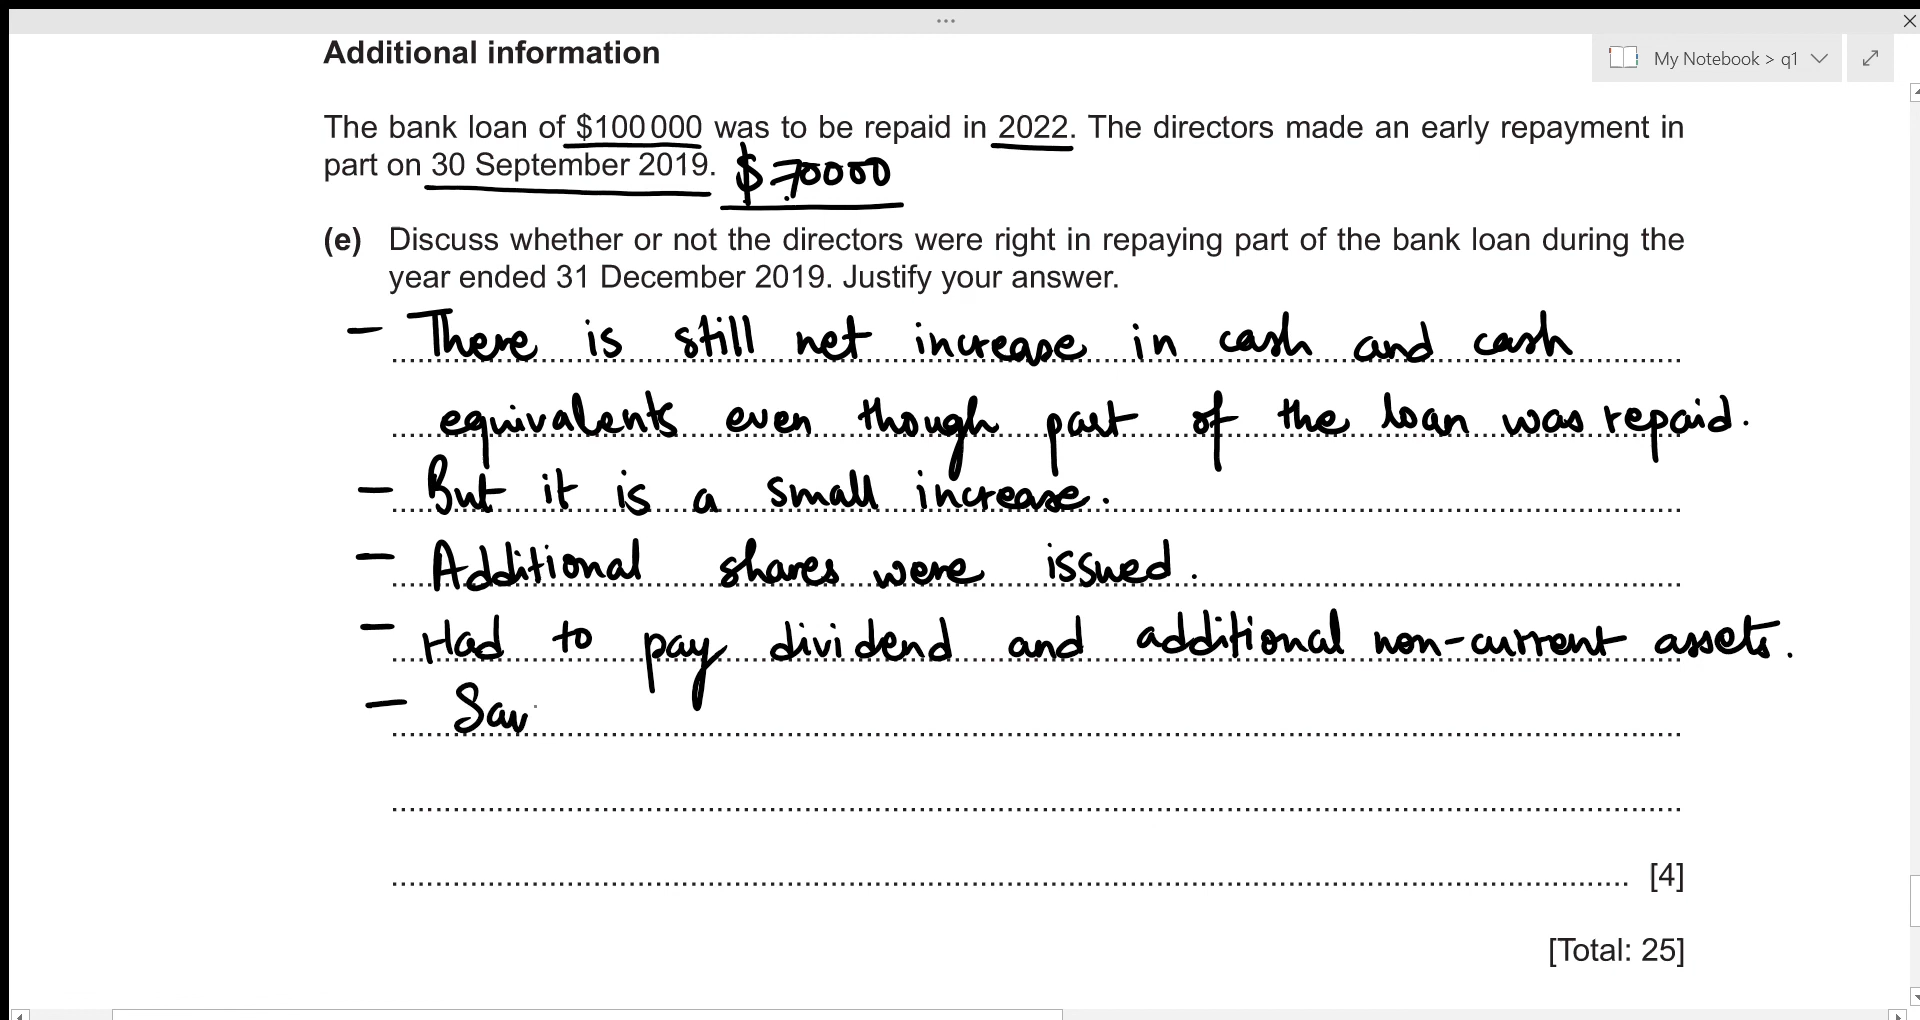 ...
My Notebook > q1
Additional information
The bank loan of $100 000 was to be repaid in 2022. The directors made an early repayment in
part on 30 September 2019. $70000
(e) Discuss whether or not the directors were right in repaying part of the bank loan during the
year ended 31 December 2019. Justify your answer.
- There is still net increase in cash and cash
equivalents even though part of the loan was repaid.
- But it is a small increase.
- Additional shares were issued.
- Had to pay dividend and additional non-current assets.
- Sav
[4]
[Total: 25]